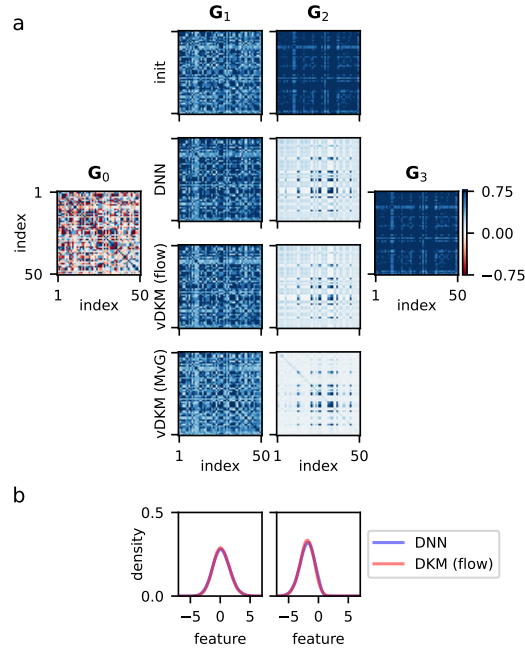 a
G1
G2
init
DNN
G0
G3
1
50
index
1
50
index
0.75
0.00
−0.75
1
50
index
vDKM (flow)
vDKM (MvG)
1
50
index
1
50
index
b
0.5
0.0
density
−5
0
5
feature
−5
0
5
feature
DNN
DKM (flow)